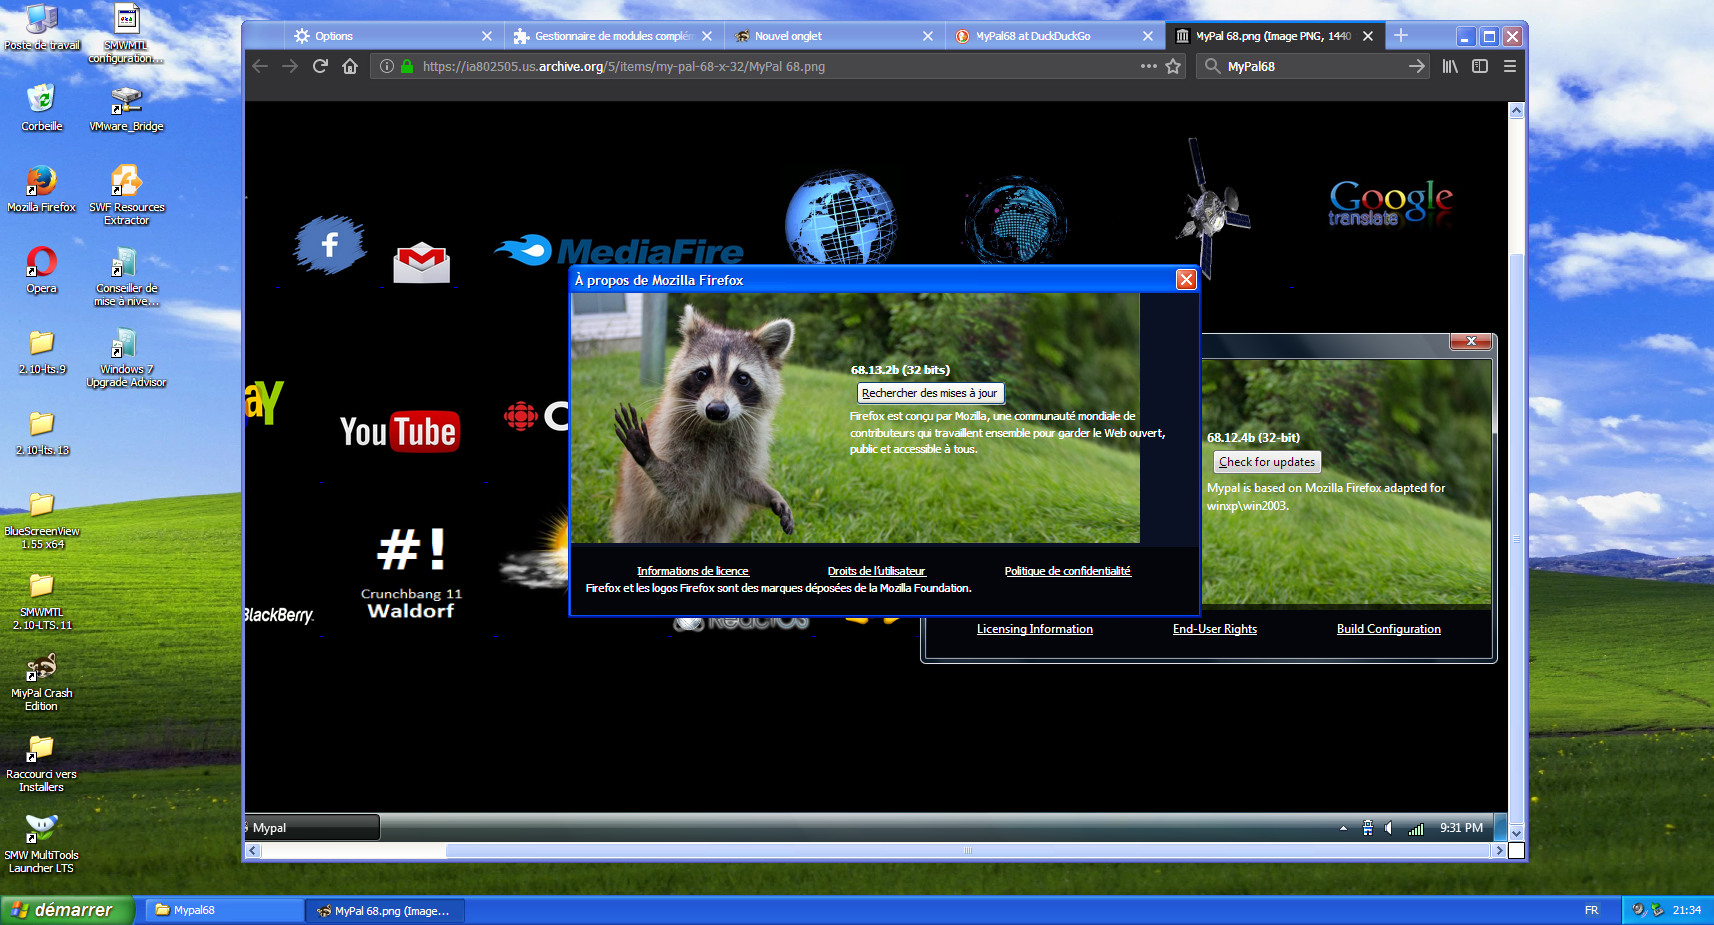 Poste de travail
SMWMTL
configuration...
Corbeille
VMware_Bridge
Mozilla Firefox
SWF Resources
Extractor
Opera
Conseiller de
mise à nive...
2.10-lts.9
Windows 7
Upgrade Advisor
2.10-lts.13
BlueScreenView
1.55 x64
SMWMTL
2.10-LTS.11
MiyPal Crash
Edition
Raccourci vers
Installers
SMW MultiTools
Launcher LTS
Options
Gestionnaire de modules complém
Nouvel onglet
MyPal68 at DuckDuckGo
MyPal 68.png (Image PNG, 1440
https://ia802505.us.archive.org/5/items/my-pal-68-x-32/MyPal 68.png
MyPal68
f
MediaFire
Google
translate
aY
YouTube
C
#!
Crunchbang 11
Waldorf
BlackBerry
ReactOS
À propos de Mozilla Firefox
68.13.2b (32 bits)
Rechercher des mises à jour
Firefox est conçu par Mozilla, une communauté mondiale de
contributeurs qui travaillent ensemble pour garder le Web ouvert,
public et accessible à tous.
Informations de licence
Droits de l'utilisateur
Politique de confidentialité
Firefox et les logos Firefox sont des marques déposées de la Mozilla Foundation.
68.12.4b (32-bit)
Check for updates
Mypal is based on Mozilla Firefox adapted for
winxp\win2003.
Licensing Information
End-User Rights
Build Configuration
Mypal
9:31 PM
démarrer
Mypal68
MyPal 68.png (Image...
FR
21:34